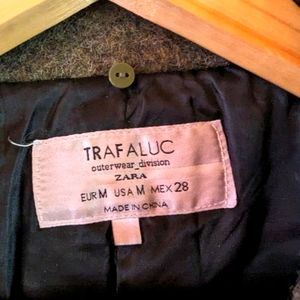 TRAFALUC
outerwear_division
ZARA
EUR M USA M MEX 28
MADE IN CHINA